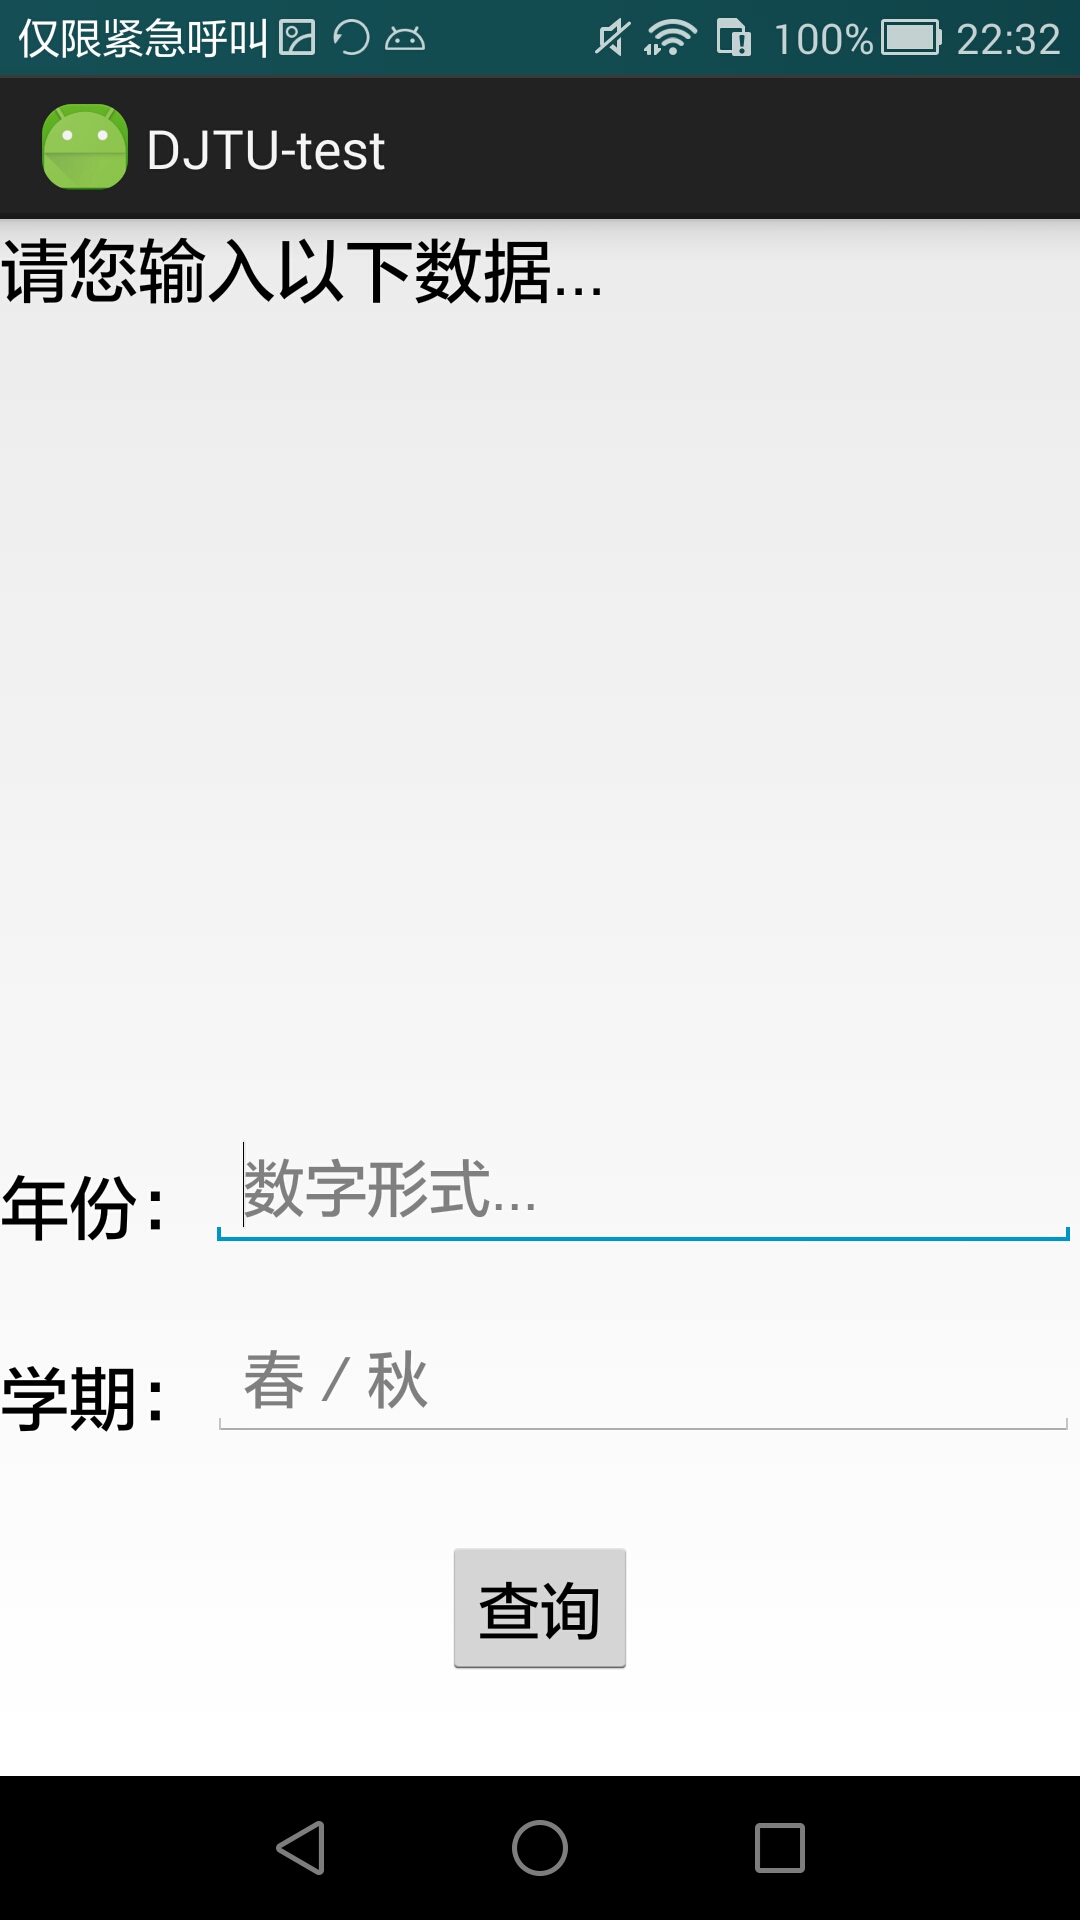 仅限紧急呼叫 100% 22:32
DJTU-test
请您输入以下数据...
年份： 数字形式...
学期： 春 / 秋
查询